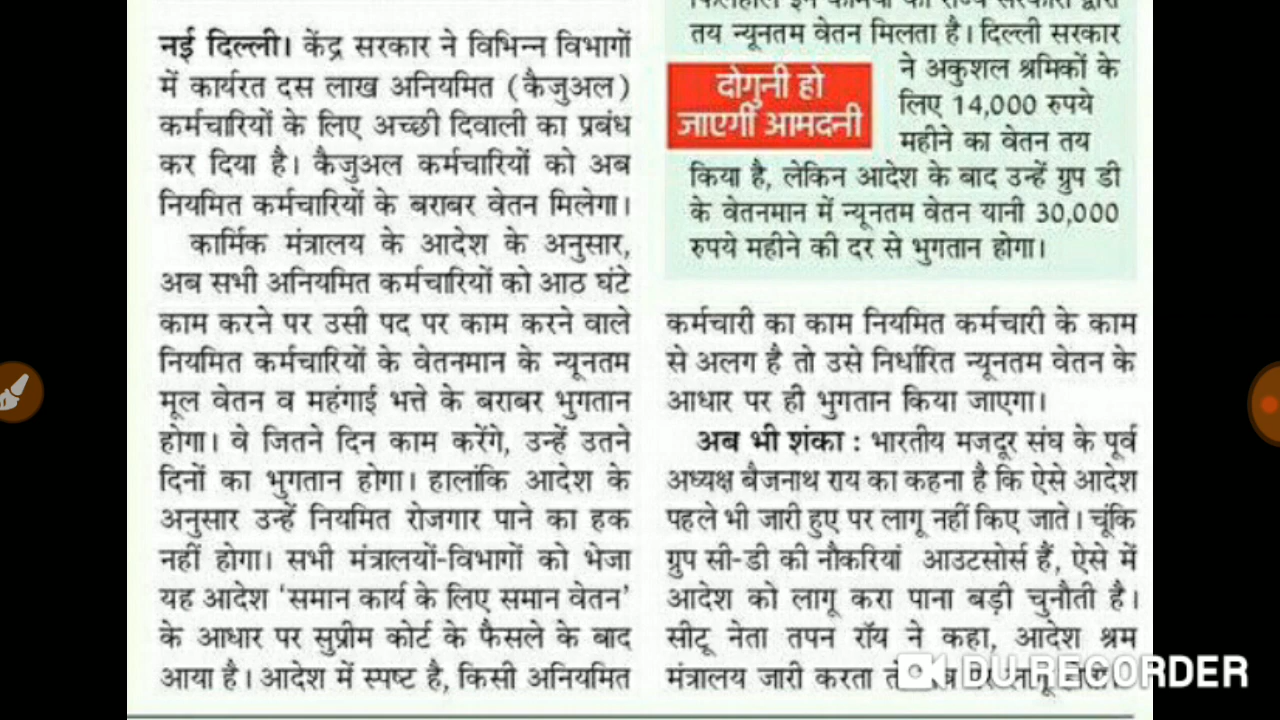 नई दिल्ली। केंद्र सरकार ने विभिन्न विभागों
में कार्यरत दस लाख अनियमित (कैजुअल)
कर्मचारियों के लिए अच्छी दिवाली का प्रबंध
कर दिया है। कैजुअल कर्मचारियों को अब
नियमित कर्मचारियों के बराबर वेतन मिलेगा।
कार्मिक मंत्रालय के आदेश के अनुसार,
अब सभी अनियमित कर्मचारियों को आठ घंटे
काम करने पर उसी पद पर काम करने वाले
नियमित कर्मचारियों के वेतनमान के न्यूनतम
मूल वेतन व महंगाई भत्ते के बराबर भुगतान
होगा। वे जितने दिन काम करेंगे, उन्हें उतने
दिनों का भुगतान होगा। हालांकि आदेश के
अनुसार उन्हें नियमित रोजगार पाने का हक
नहीं होगा। सभी मंत्रालयों-विभागों को भेजा
यह आदेश ‘समान कार्य के लिए समान वेतन’
के आधार पर सुप्रीम कोर्ट के फैसले के बाद
आया है। आदेश में स्पष्ट है, किसी अनियमित
तय न्यूनतम वेतन मिलता है। दिल्ली सरकार
ने अकुशल श्रमिकों के
लिए 14,000 रुपये
महीने का वेतन तय
किया है, लेकिन आदेश के बाद उन्हें ग्रुप डी
के वेतनमान में न्यूनतम वेतन यानी 30,000
रुपये महीने की दर से भुगतान होगा।
दोगुनी हो
जाएगी आमदनी
कर्मचारी का काम नियमित कर्मचारी के काम
से अलग है तो उसे निर्धारित न्यूनतम वेतन के
आधार पर ही भुगतान किया जाएगा।
अब भी शंका : भारतीय मजदूर संघ के पूर्व
अध्यक्ष बैजनाथ राय का कहना है कि ऐसे आदेश
पहले भी जारी हुए पर लागू नहीं किए जाते। चूंकि
ग्रुप सी-डी की नौकरियां आउटसोर्स हैं, ऐसे में
आदेश को लागू करा पाना बड़ी चुनौती है।
सीटू नेता तपन रॉय ने कहा, आदेश श्रम
मंत्रालय जारी करता
DU RECORDER